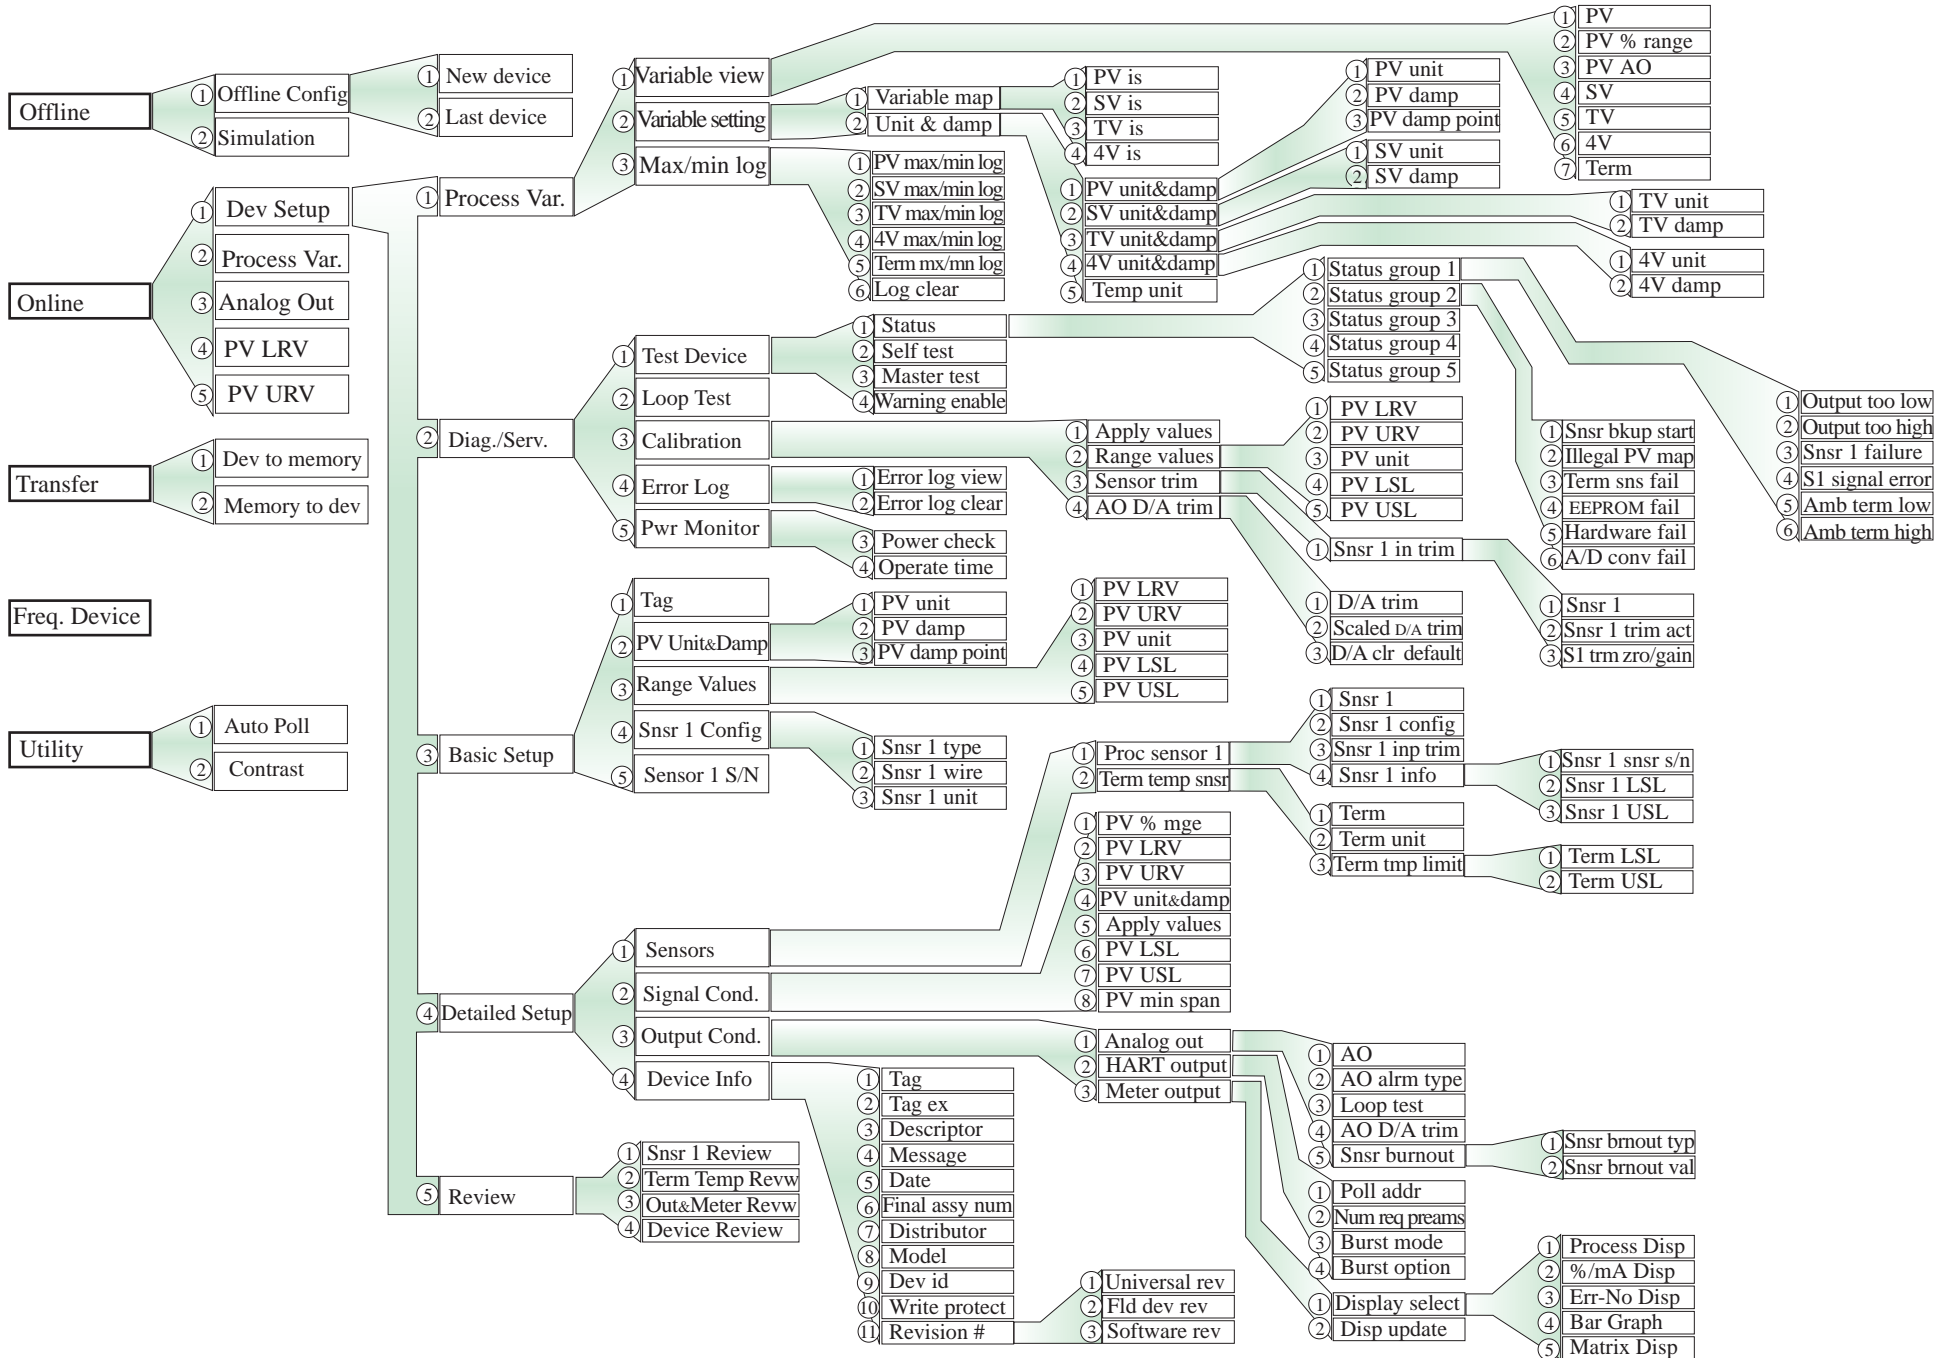 Offline
① Offline Config
② Simulation
① New device
② Last device
Online
① Dev Setup
② Process Var.
③ Analog Out
④ PV LRV
⑤ PV URV
Transfer
① Dev to memory
② Memory to dev
Freq. Device
Utility
① Auto Poll
② Contrast
① Process Var.
② Diag./Serv.
③ Basic Setup
④ Detailed Setup
⑤ Review
① Variable view
② Variable setting
③ Max/min log
① PV
② PV % range
③ PV AO
④ SV
⑤ TV
⑥ 4V
⑦ Term
① Variable map
② Unit & damp
① PV is
② SV is
③ TV is
④ 4V is
① PV unit&damp
② SV unit&damp
③ TV unit&damp
④ 4V unit&damp
⑤ Temp unit
① PV unit
② PV damp
③ PV damp point
① SV unit
② SV damp
① TV unit
② TV damp
① 4V unit
② 4V damp
① PV max/min log
② SV max/min log
③ TV max/min log
④ 4V max/min log
⑤ Term mx/mn log
⑥ Log clear
① Test Device
② Loop Test
③ Calibration
④ Error Log
⑤ Pwr Monitor
① Status
② Self test
③ Master test
④ Warning enable
① Status group 1
② Status group 2
③ Status group 3
④ Status group 4
⑤ Status group 5
① Output too low
② Output too high
③ Snsr 1 failure
④ S1 signal error
⑤ Amb term low
⑥ Amb term high
① Snsr bkup start
② Illegal PV map
③ Term sns fail
④ EEPROM fail
⑤ Hardware fail
⑥ A/D conv fail
① Apply values
② Range values
③ Sensor trim
④ AO D/A trim
① PV LRV
② PV URV
③ PV unit
④ PV LSL
⑤ PV USL
① Snsr 1 in trim
① Snsr 1
② Snsr 1 trim act
③ S1 trm zro/gain
① D/A trim
② Scaled D/A trim
③ D/A clr default
① Error log view
② Error log clear
③ Power check
④ Operate time
① Tag
② PV Unit&Damp
③ Range Values
④ Snsr 1 Config
⑤ Sensor 1 S/N
① PV unit
② PV damp
③ PV damp point
① PV LRV
② PV URV
③ PV unit
④ PV LSL
⑤ PV USL
① Snsr 1 type
② Snsr 1 wire
③ Snsr 1 unit
① Sensors
② Signal Cond.
③ Output Cond.
④ Device Info
① Proc sensor 1
② Term temp snsr
① Snsr 1
② Snsr 1 config
③ Snsr 1 inp trim
④ Snsr 1 info
① Snsr 1 snsr s/n
② Snsr 1 LSL
③ Snsr 1 USL
① Term
② Term unit
③ Term tmp limit
① Term LSL
② Term USL
① PV % mge
② PV LRV
③ PV URV
④ PV unit&damp
⑤ Apply values
⑥ PV LSL
⑦ PV USL
⑧ PV min span
① Analog out
② HART output
③ Meter output
① AO
② AO alrm type
③ Loop test
④ AO D/A trim
⑤ Snsr burnout
① Snsr brnout typ
② Snsr brnout val
① Poll addr
② Num req preams
③ Burst mode
④ Burst option
① Display select
② Disp update
① Process Disp
② %/mA Disp
③ Err-No Disp
④ Bar Graph
⑤ Matrix Disp
① Tag
② Tag ex
③ Descriptor
④ Message
⑤ Date
⑥ Final assy num
⑦ Distributor
⑧ Model
⑨ Dev id
⑩ Write protect
⑪ Revision #
① Universal rev
② Fld dev rev
③ Software rev
① Snsr 1 Review
② Term Temp Revw
③ Out&Meter Revw
④ Device Review